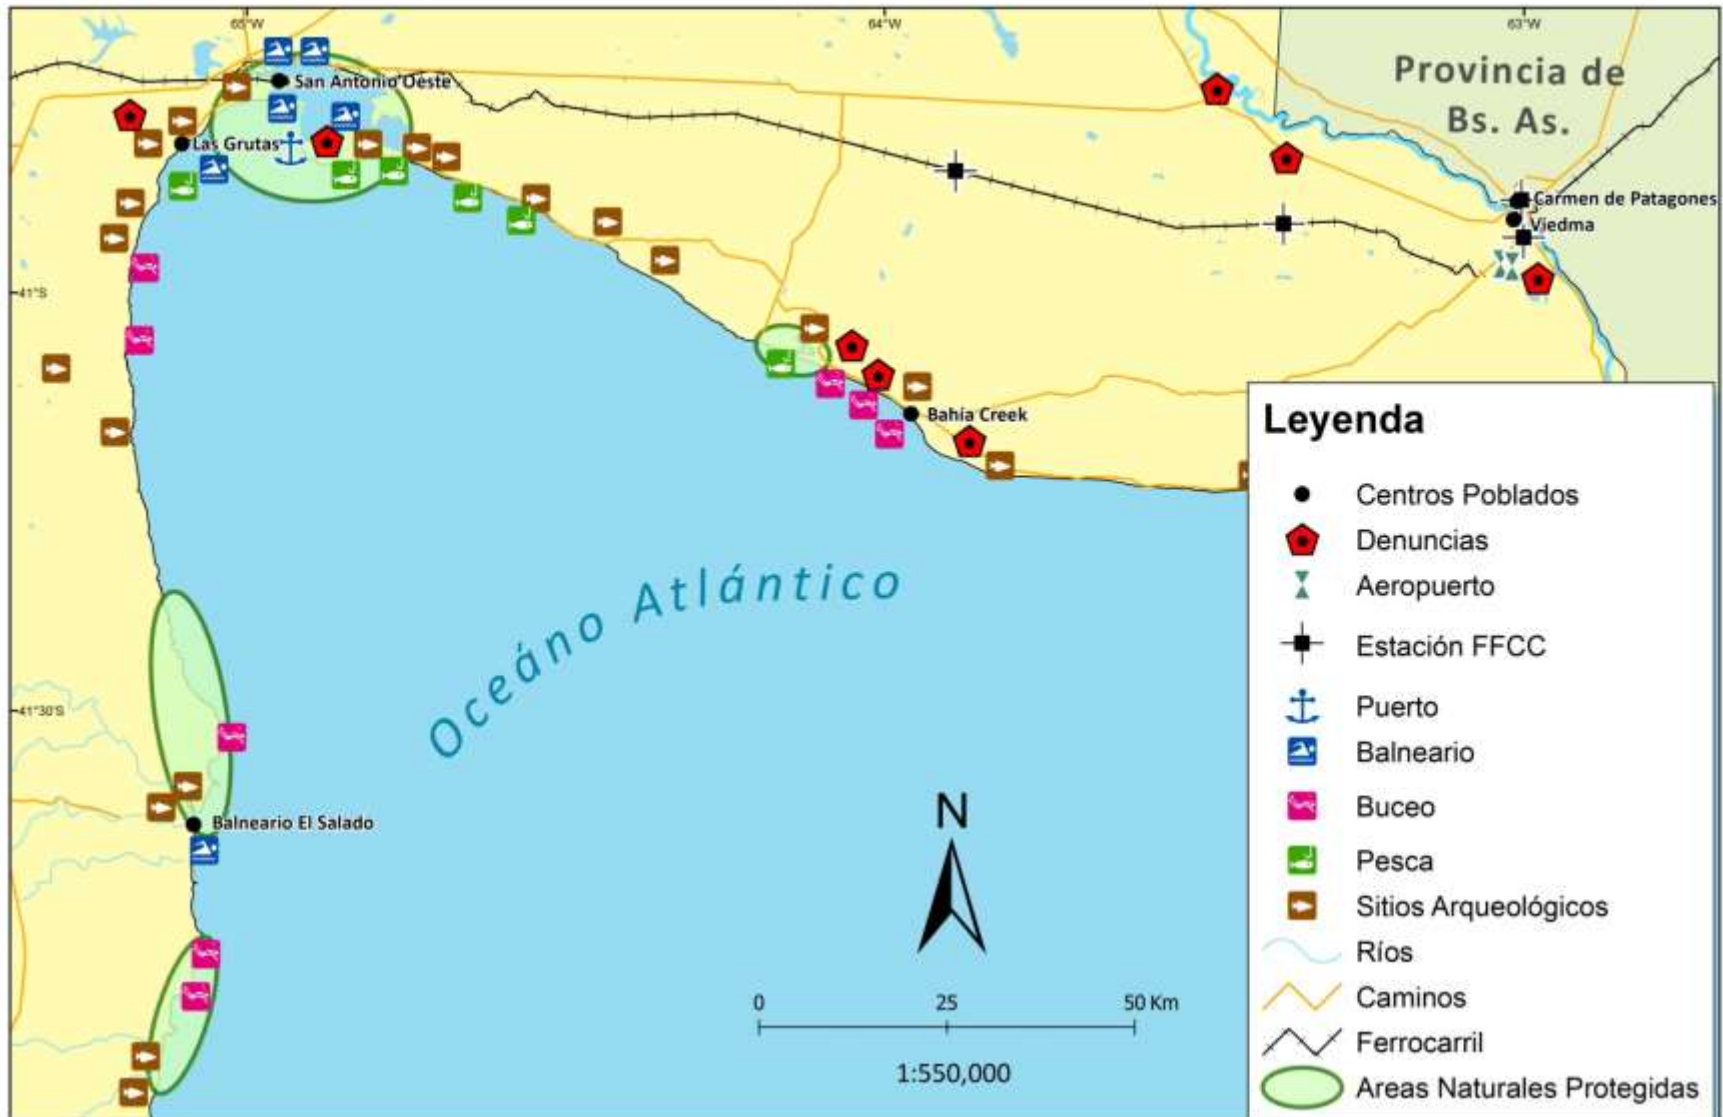 65°W
64°W
63°W
Provincia de
Bs. As.
San Antonio Oeste
Las Grutas
Carmen de Patagones
Viedma
41°S
Bahía Creek
Leyenda
Centros Poblados
Denuncias
Aeropuerto
Estación FFCC
Puerto
Balneario
Buceo
Pesca
Sitios Arqueológicos
Ríos
Caminos
Ferrocarril
Areas Naturales Protegidas
Oceáno Atlántico
41°30'S
Balneario El Salado
N
0 25 50 Km
1:550,000